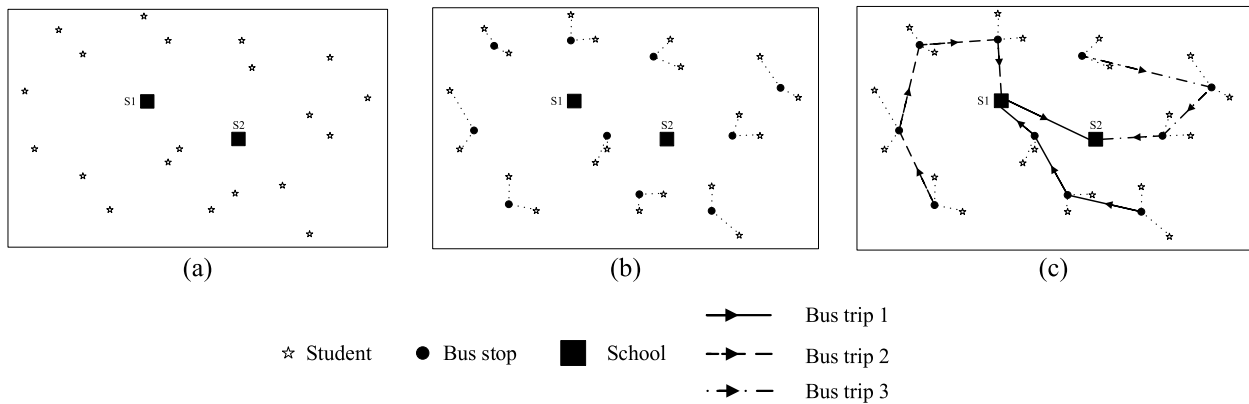 S1
S2
(a)
S1
S2
(b)
S1
S2
(c)
Student
Bus stop
School
Bus trip 1
Bus trip 2
Bus trip 3